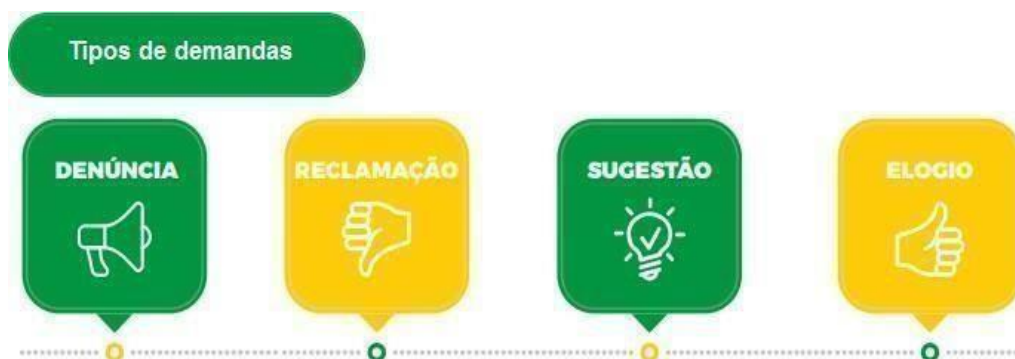 Tipos de demandas
DENÚNCIA
RECLAMAÇÃO
SUGESTÃO
ELOGIO